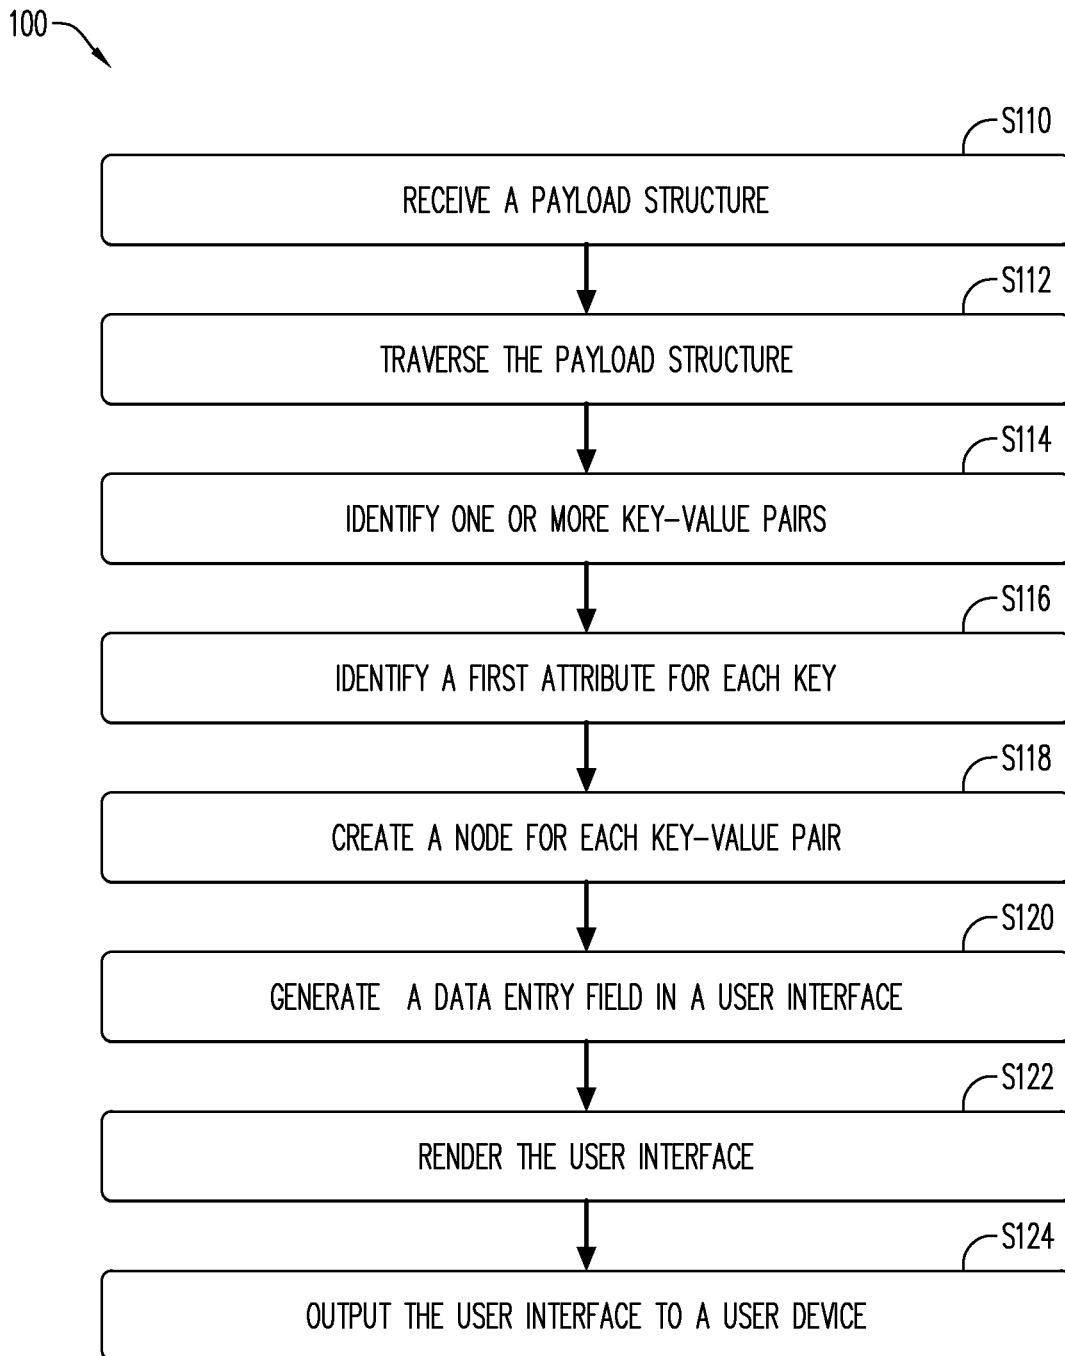 100
S110
RECEIVE A PAYLOAD STRUCTURE
S112
TRAVERSE THE PAYLOAD STRUCTURE
S114
IDENTIFY ONE OR MORE KEY-VALUE PAIRS
S116
IDENTIFY A FIRST ATTRIBUTE FOR EACH KEY
S118
CREATE A NODE FOR EACH KEY-VALUE PAIR
S120
GENERATE A DATA ENTRY FIELD IN A USER INTERFACE
S122
RENDER THE USER INTERFACE
S124
OUTPUT THE USER INTERFACE TO A USER DEVICE